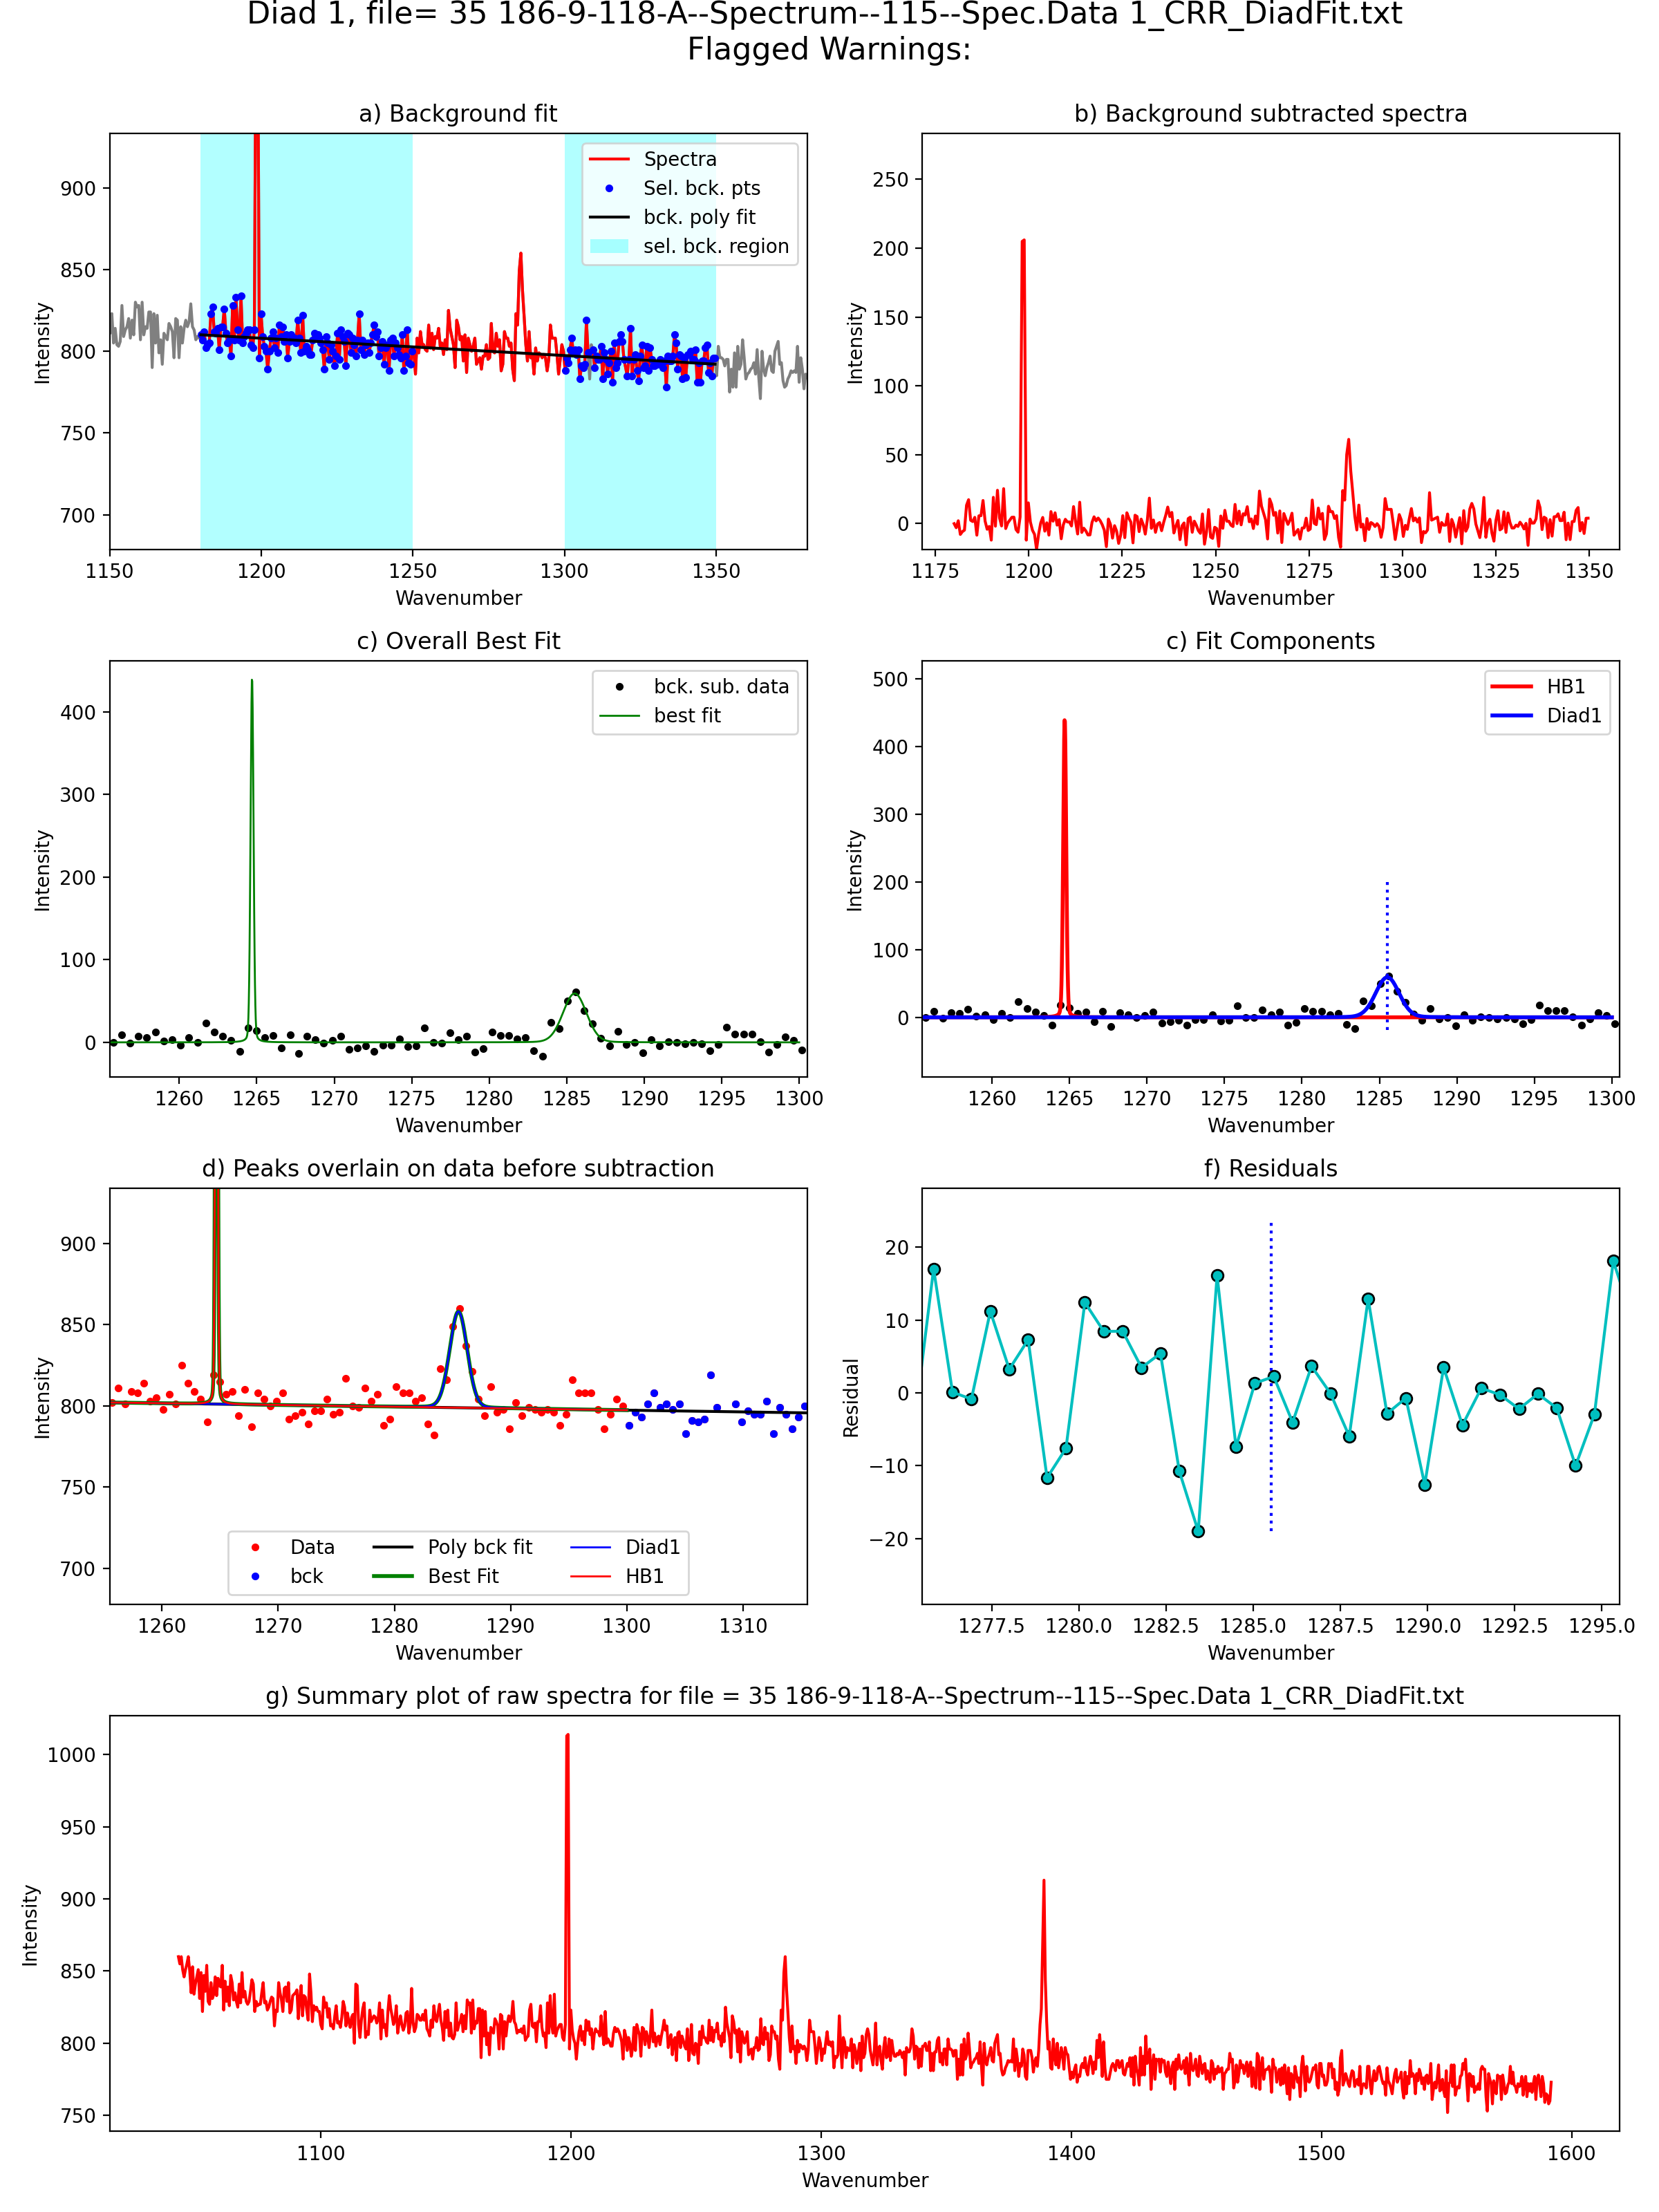 Diad 1, file= 35 186-9-118-A--Spectrum--115--Spec.Data 1_CRR_DiadFit.txt
Flagged Warnings:
a) Background fit
Intensity
900
850
800
750
700
Spectra
Sel. bck. pts
bck. poly fit
sel. bck. region
1150 1200 1250 1300 1350
Wavenumber
b) Background subtracted spectra
Intensity
250
200
150
100
50
0
1175 1200 1225 1250 1275 1300 1325 1350
Wavenumber
c) Overall Best Fit
Intensity
400
300
200
100
0
bck. sub. data
best fit
1260 1265 1270 1275 1280 1285 1290 1295 1300
Wavenumber
c) Fit Components
Intensity
500
400
300
200
100
0
HB1
Diad1
1260 1265 1270 1275 1280 1285 1290 1295 1300
Wavenumber
d) Peaks overlain on data before subtraction
Intensity
900
850
800
750
700
Data Poly bck fit Diad1
bck Best Fit HB1
1260 1270 1280 1290 1300 1310
Wavenumber
f) Residuals
Residual
20
10
0
−10
−20
1277.5 1280.0 1282.5 1285.0 1287.5 1290.0 1292.5 1295.0
Wavenumber
g) Summary plot of raw spectra for file = 35 186-9-118-A--Spectrum--115--Spec.Data 1_CRR_DiadFit.txt
Intensity
1000
950
900
850
800
750
1100 1200 1300 1400 1500 1600
Wavenumber